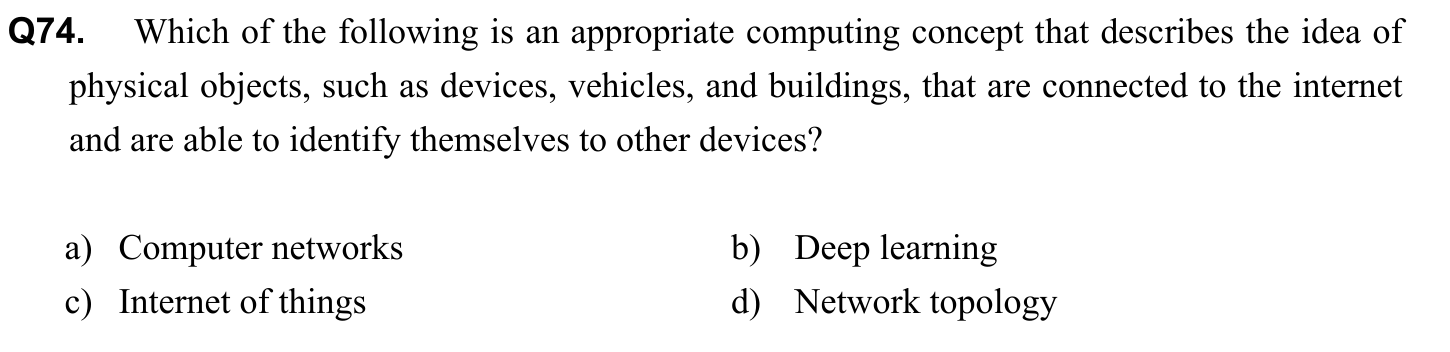 Q74. Which of the following is an appropriate computing concept that describes the idea of
physical objects, such as devices, vehicles, and buildings, that are connected to the internet
and are able to identify themselves to other devices?
a) Computer networks b) Deep learning
c) Internet of things d) Network topology